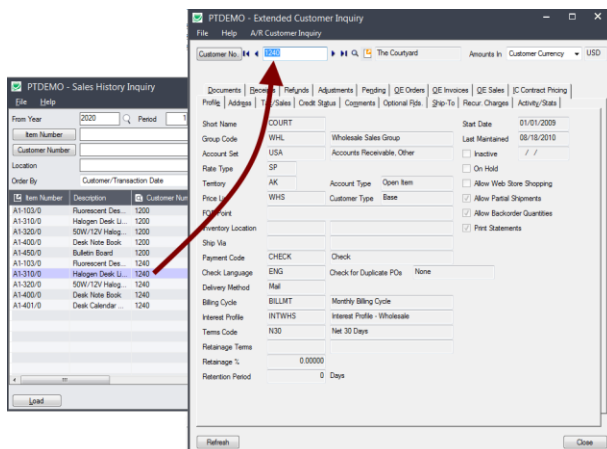 PTDEMO - Sales History Inquiry
File Help
From Year 2020 Period 1
Item Number
Customer Number
Location
Order By Customer/Transaction Date
Item Number Description Customer Num
A1-103/0 Fluorescent Des... 1200
A1-310/0 Halogen Desk Li... 1200
A1-320/0 50W/12V Halog... 1200
A1-400/0 Desk Note Book 1200
A1-450/0 Bulletin Board 1200
A1-103/0 Fluorescent Des... 1240
A1-310/0 Halogen Desk Li... 1240
A1-320/0 50W/12V Halog... 1240
A1-400/0 Desk Note Book 1240
A1-401/0 Desk Calendar ... 1240
Load
PTDEMO - Extended Customer Inquiry
File Help A/R Customer Inquiry
Customer No. 1240 The Courtyard Amounts In Customer Currency USD
Documents Receipts Refunds Adjustments Pending OE Orders OE Invoices OE Sales IC Contract Pricing
Profile Address Tax/Sales Credit Status Comments Optional Flds. Ship-To Recur. Charges Activity/Stats
Short Name COURT Start Date 01/01/2009
Group Code WHL Wholesale Sales Group Last Maintained 08/18/2010
Account Set USA Accounts Receivable, Other Inactive / /
Rate Type SP On Hold
Territory AK Account Type Open Item Allow Web Store Shopping
Price List WHS Customer Type Base Allow Partial Shipments
FOB Point Allow Backorder Quantities
Inventory Location Print Statements
Ship Via
Payment Code CHECK Check
Check Language ENG Check for Duplicate POs None
Delivery Method Mail
Billing Cycle BILLMT Monthly Billing Cycle
Interest Profile INTWHS Interest Profile - Wholesale
Terms Code N30 Net 30 Days
Retainage Terms
Retainage % 0.00000
Retention Period 0 Days
Refresh Close